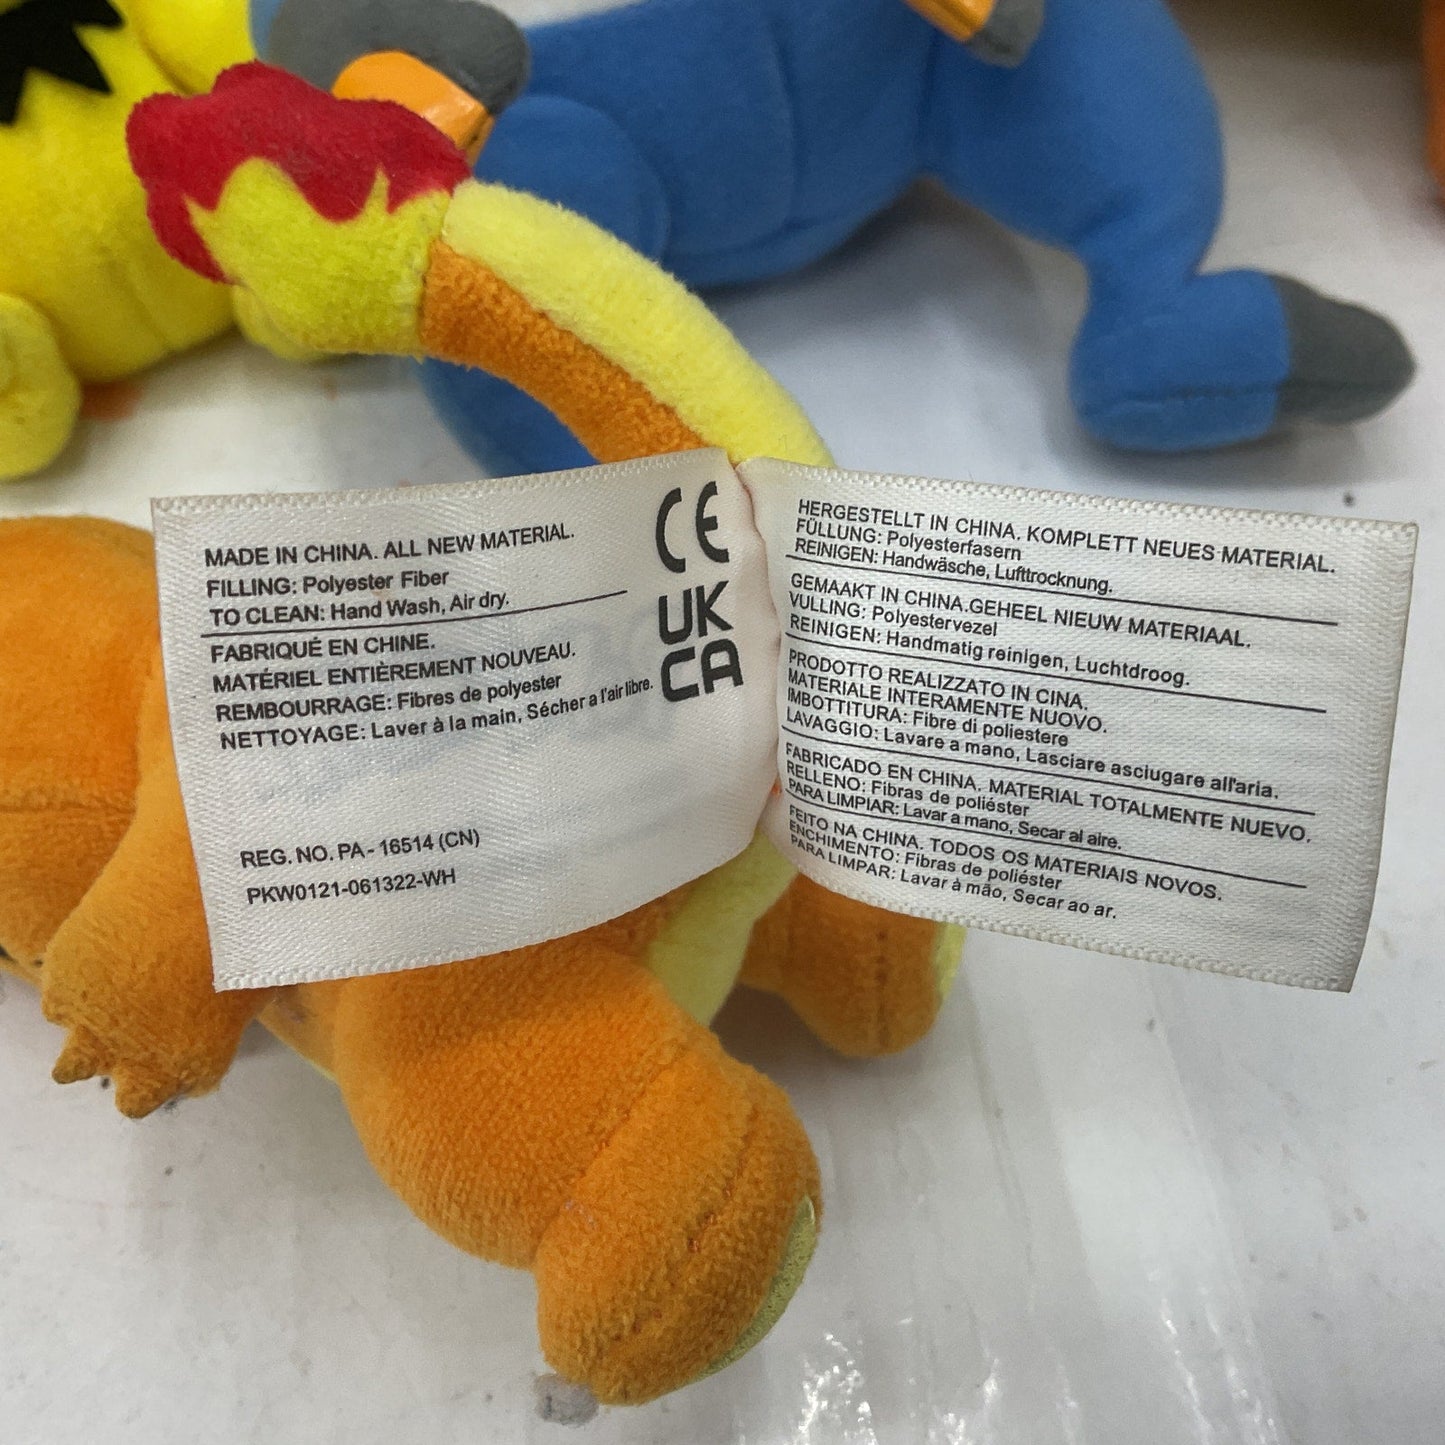 MADE IN CHINA. ALL NEW MATERIAL.
FILLING: Polyester Fiber
TO CLEAN: Hand Wash, Air dry.
FABRIQUÉ EN CHINE.
MATÉRIEL ENTIÈREMENT NOUVEAU.
REMBOURRAGE: Fibres de polyester
NETTOYAGE: Laver à la main, Sécher a l'air libre.
REG. NO. PA - 16514 (CN)
PKW0121-061322-WH
CE
UK
CA
HERGESTELLT IN CHINA. KOMPLETT NEUES MATERIAL.
FÜLLUNG: Polyesterfasern
REINIGEN: Handwäsche, Lufttrocknung.
GEMAAKT IN CHINA.GEHEEL NIEUW MATERIAAL.
VULLING: Polyestervezel
REINIGEN: Handmatig reinigen, Luchtdroog.
PRODOTTO REALIZZATO IN CINA.
MATERIALE INTERAMENTE NUOVO.
IMBOTTITURA: Fibre di poliestere
LAVAGGIO: Lavare a mano, Lasciare asciugare all'aria.
FABRICADO EN CHINA. MATERIAL TOTALMENTE NUEVO.
RELLENO: Fibras de poliéster
PARA LIMPIAR: Lavar a mano, Secar al aire.
FEITO NA CHINA. TODOS OS MATERIAIS NOVOS.
ENCHIMENTO: Fibras de poliéster
PARA LIMPAR: Lavar à mão, Secar ao ar.